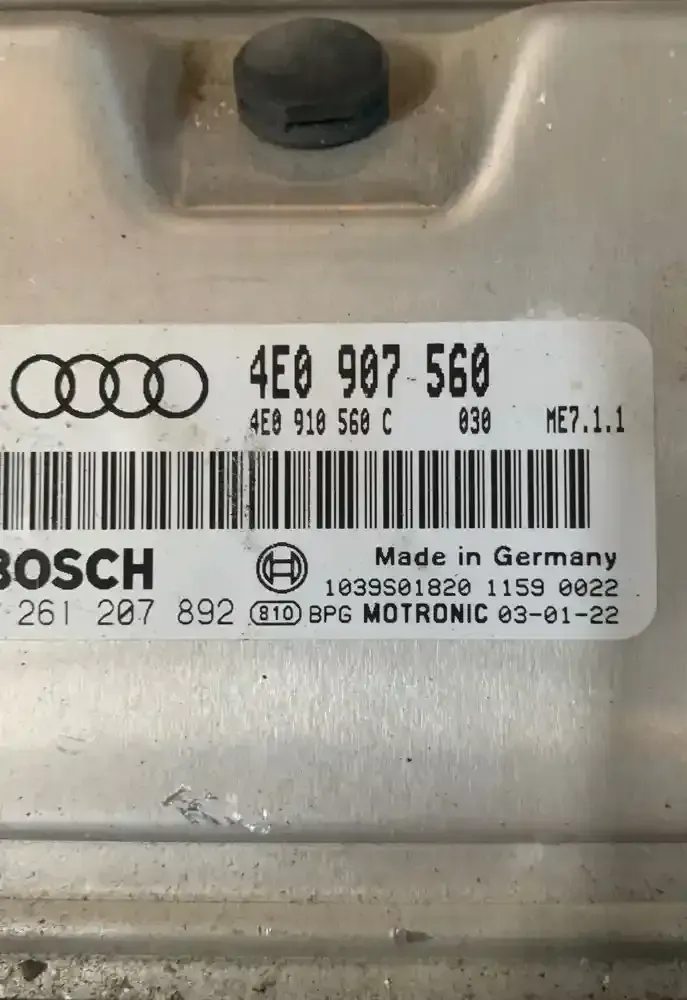 4E0 907 560
4E0 910 560 C 030 ME7.1.1
BOSCH
Made in Germany
1039S01820 1159 0022
261 207 892 810 BPG MOTRONIC 03-01-22